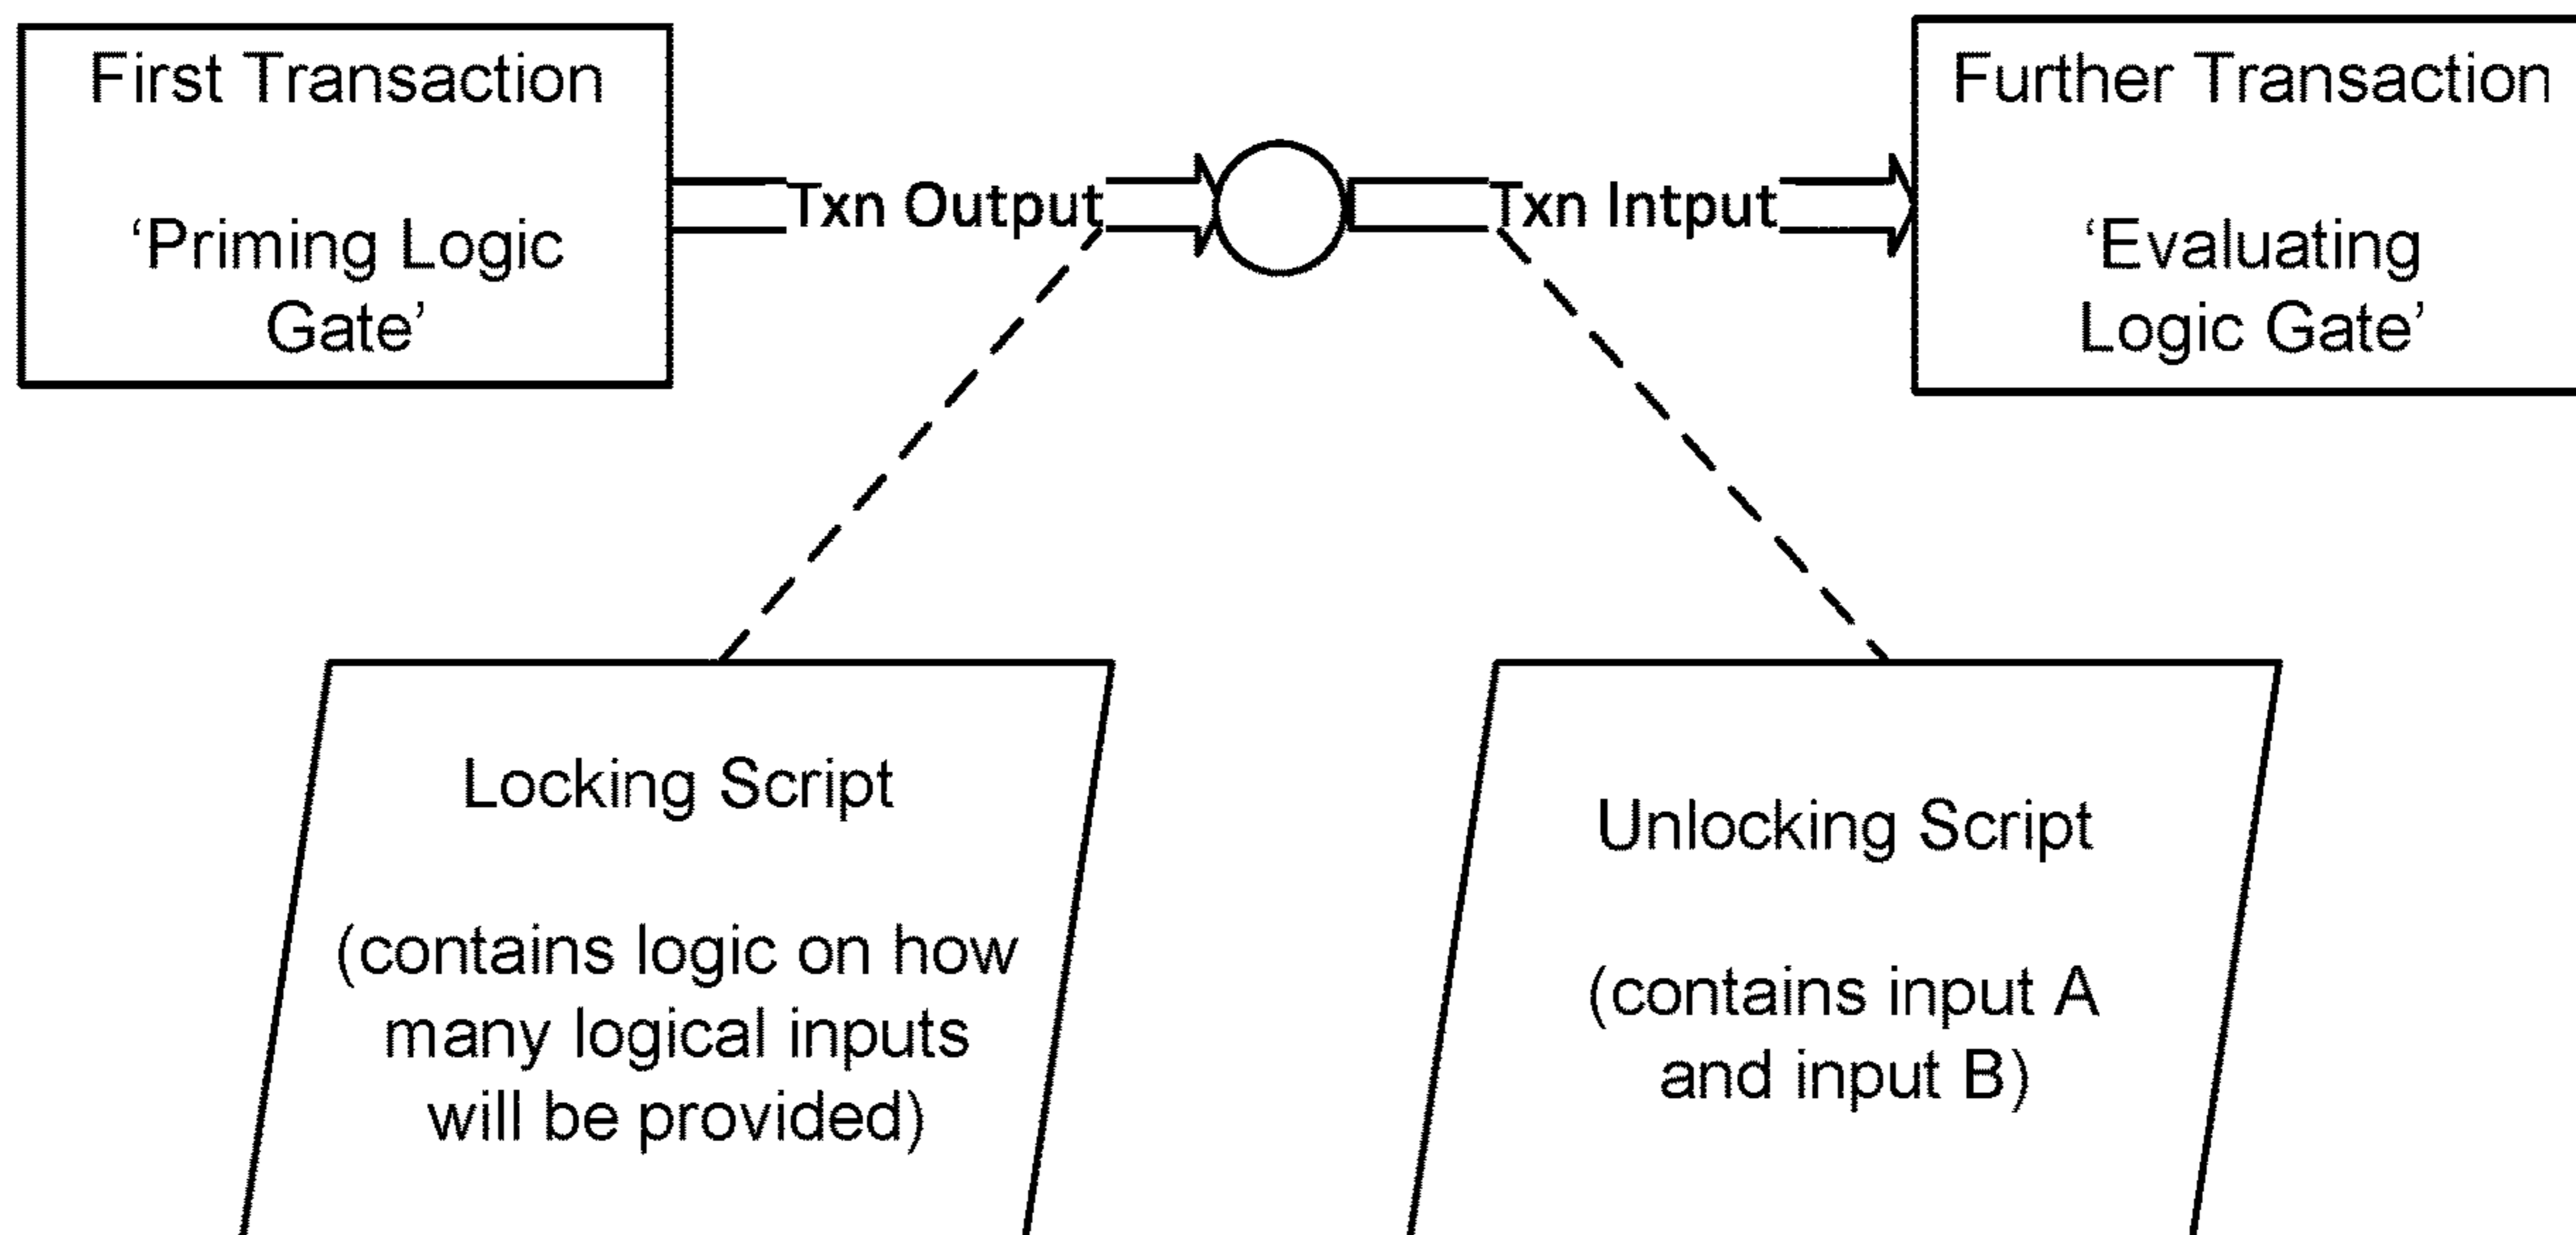 First Transaction
‘Priming Logic
Gate’
Txn Output
Txn Intput
Further Transaction
‘Evaluating
Logic Gate’
Locking Script
(contains logic on how
many logical inputs
will be provided)
Unlocking Script
(contains input A
and input B)